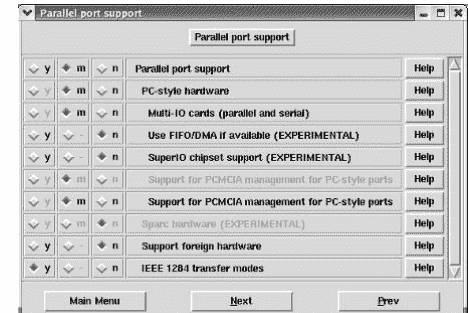 Parallel port support
Parallel port support
y m n Parallel port support Help
y m n PC-style hardware Help
y m n Multi-IO cards (parallel and serial) Help
y - n Use FIFO/DMA if available (EXPERIMENTAL) Help
y - n SuperIO chipset support (EXPERIMENTAL) Help
y m n Support for PCMCIA management for PC-style ports Help
y m n Support for PCMCIA management for PC-style ports Help
y m n Sparc hardware (EXPERIMENTAL) Help
y - n Support foreign hardware Help
y - n IEEE 1284 transfer modes Help
Main Menu Next Prev